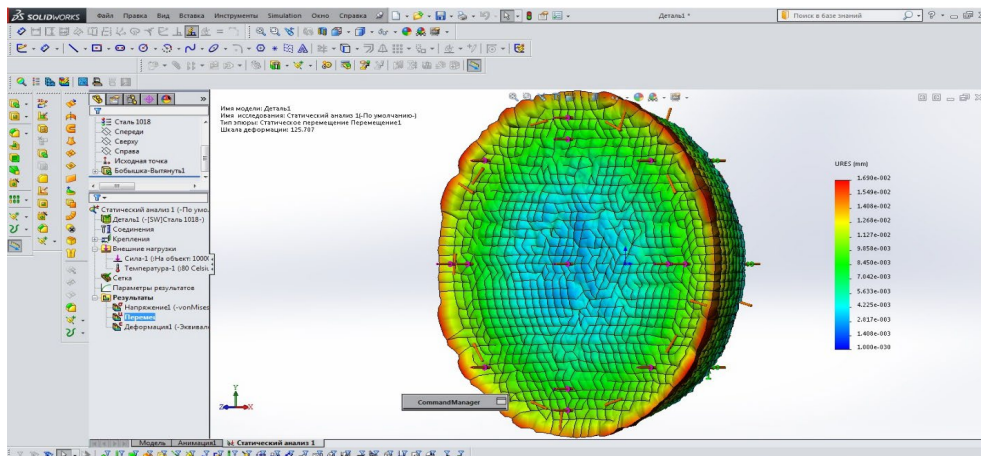 SOLIDWORKS Файл Правка Вид Вставка Инструменты Simulation Окно Справка Деталь1 * Поиск в базе знаний
Сталь 1018
Спереди
Сверху
Справа
Исходная точка
Бобышка-Вытянуть1
Статический анализ 1 (-По умо
Деталь1 (-[SW]Сталь 1018-)
Соединения
Крепления
Внешние нагрузки
Сила-1 (:На объект: 1000
Температура-1 (:80 Celsi
Сетка
Параметры результатов
Результаты
Напряжение1 (-vonMises
Перемещ
Деформация1 (-Эквивале
Имя модели: Деталь1
Имя исследования: Статический анализ 1(-По умолчанию-)
Тип эпюры: Статическое перемещение Перемещение1
Шкала деформации: 125.707
URES (mm)
1.690e-002
1.549e-002
1.408e-002
1.268e-002
1.127e-002
9.858e-003
8.450e-003
7.042e-003
5.633e-003
4.225e-003
2.817e-003
1.408e-003
1.000e-030
Y
Z X
CommandManager
Модель Анимация1 Статический анализ 1